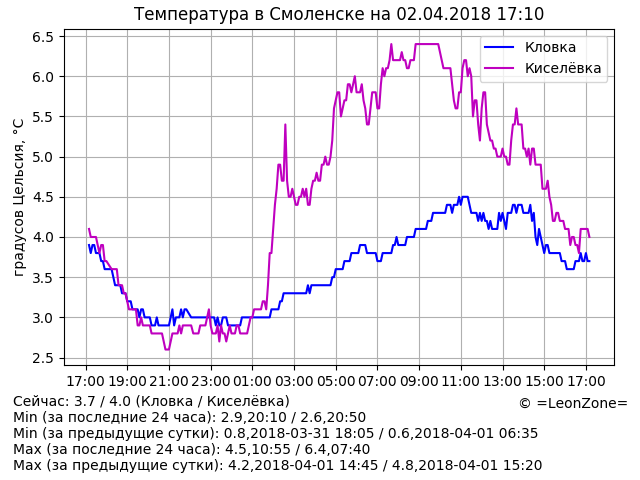 Температура в Смоленске на 02.04.2018 17:10
градусов Цельсия, °C
6.5
6.0
5.5
5.0
4.5
4.0
3.5
3.0
2.5
Кловка
Киселёвка
17:00 19:00 21:00 23:00 01:00 03:00 05:00 07:00 09:00 11:00 13:00 15:00 17:00
Сейчас: 3.7 / 4.0 (Кловка / Киселёвка)
© =LeonZone=
Min (за последние 24 часа): 2.9,20:10 / 2.6,20:50
Min (за предыдущие сутки): 0.8,2018-03-31 18:05 / 0.6,2018-04-01 06:35
Max (за последние 24 часа): 4.5,10:55 / 6.4,07:40
Max (за предыдущие сутки): 4.2,2018-04-01 14:45 / 4.8,2018-04-01 15:20